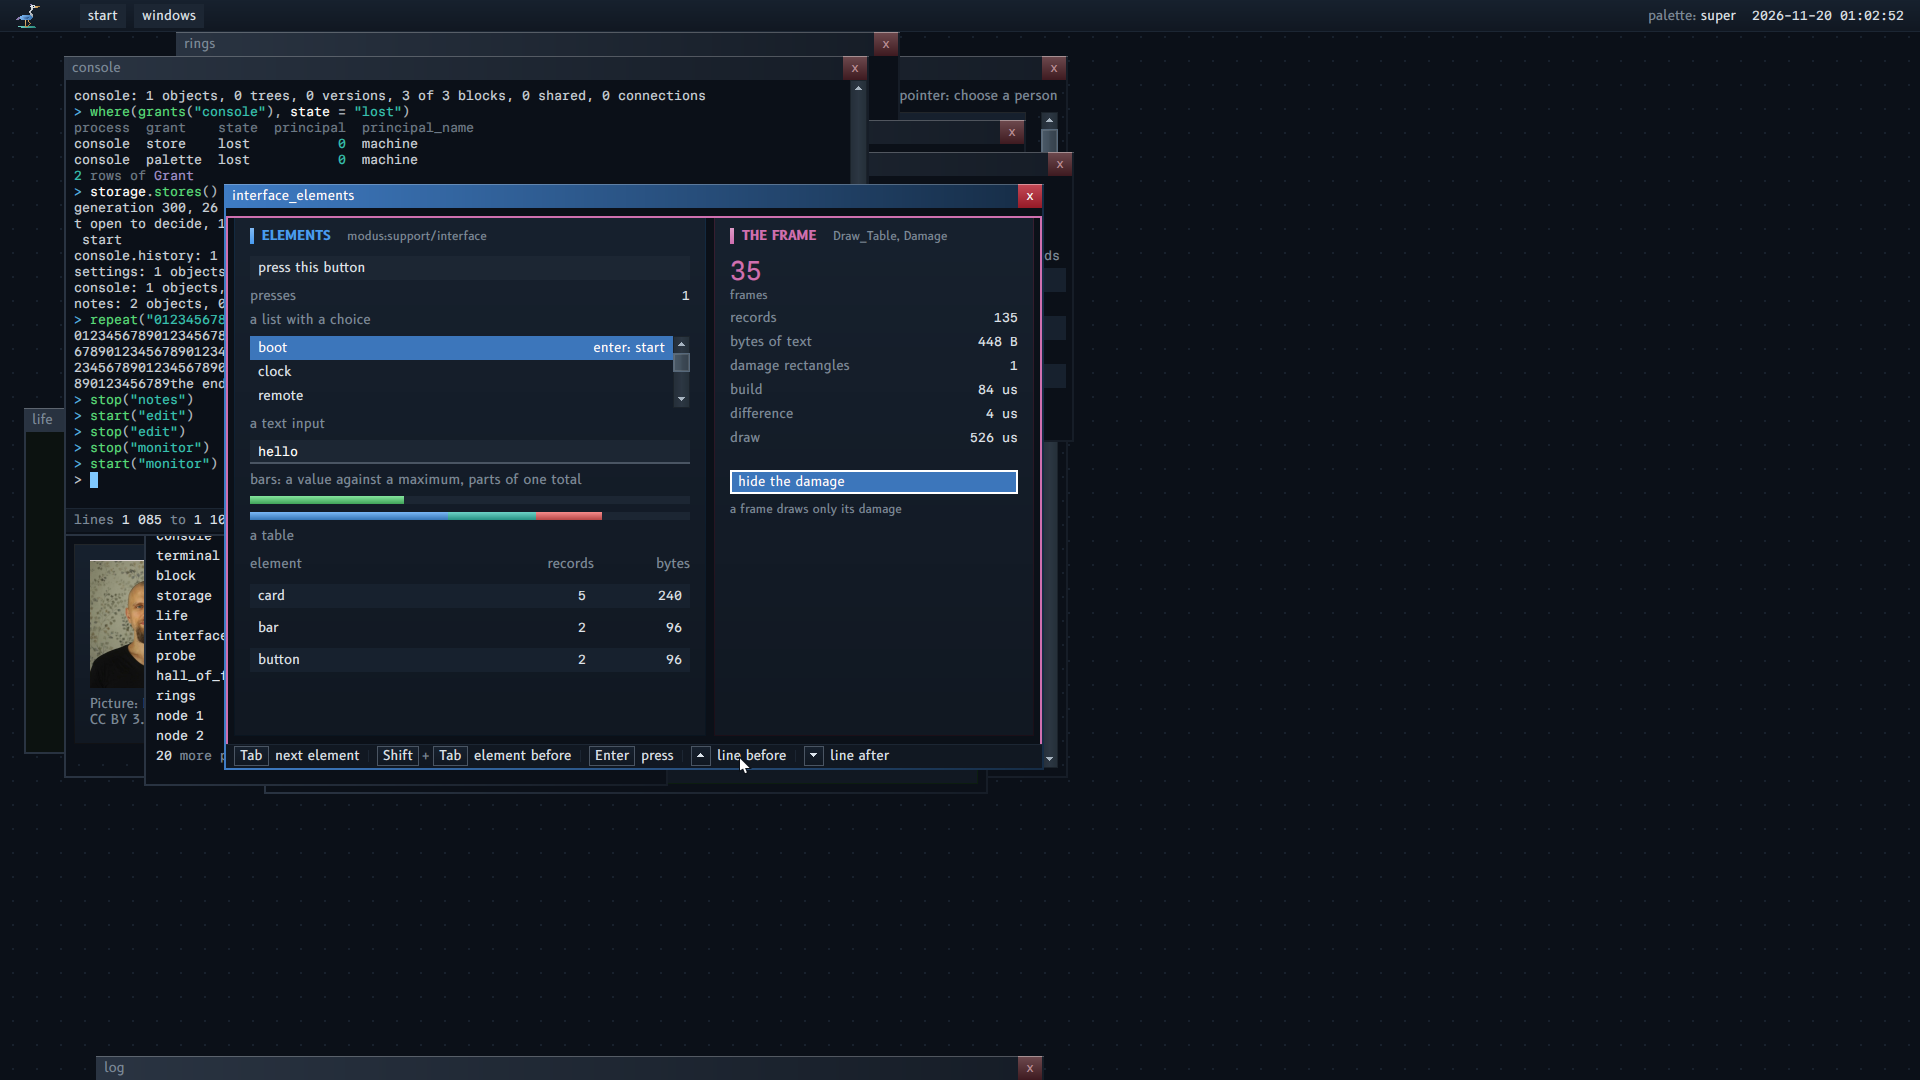 start windows palette: super 2026-11-20 01:02:52
rings x
console x
x
console: 1 objects, 0 trees, 0 versions, 3 of 3 blocks, 0 shared, 0 connections
pointer: choose a person
> where(grants("console"), state = "lost")
process grant state principal principal_name
console store lost 0 machine
console palette lost 0 machine
2 rows of Grant
x
x
> storage.stores()
generation 300, 26
t open to decide, 1
start
console.history: 1
settings: 1 objects
console: 1 objects,
notes: 2 objects, 0
> repeat("012345678
0123456789012345678
6789012345678901234
2345678901234567890
890123456789the end
> stop("notes")
> start("edit")
> stop("edit")
> stop("monitor")
> start("monitor")
>
lines 1 085 to 1 10
life
ds
interface_elements x
ELEMENTS modus:support/interface
press this button
presses 1
a list with a choice
boot enter: start
clock
remote
a text input
hello
bars: a value against a maximum, parts of one total
a table
element records bytes
card 5 240
bar 2 96
button 2 96
THE FRAME Draw_Table, Damage
35
frames
records 135
bytes of text 448 B
damage rectangles 1
build 84 us
difference 4 us
draw 526 us
hide the damage
a frame draws only its damage
Tab next element Shift + Tab element before Enter press line before line after
console
terminal
block
storage
life
interface
probe
hall_of_f
rings
node 1
node 2
20 more p
Picture:
CC BY 3.
log x